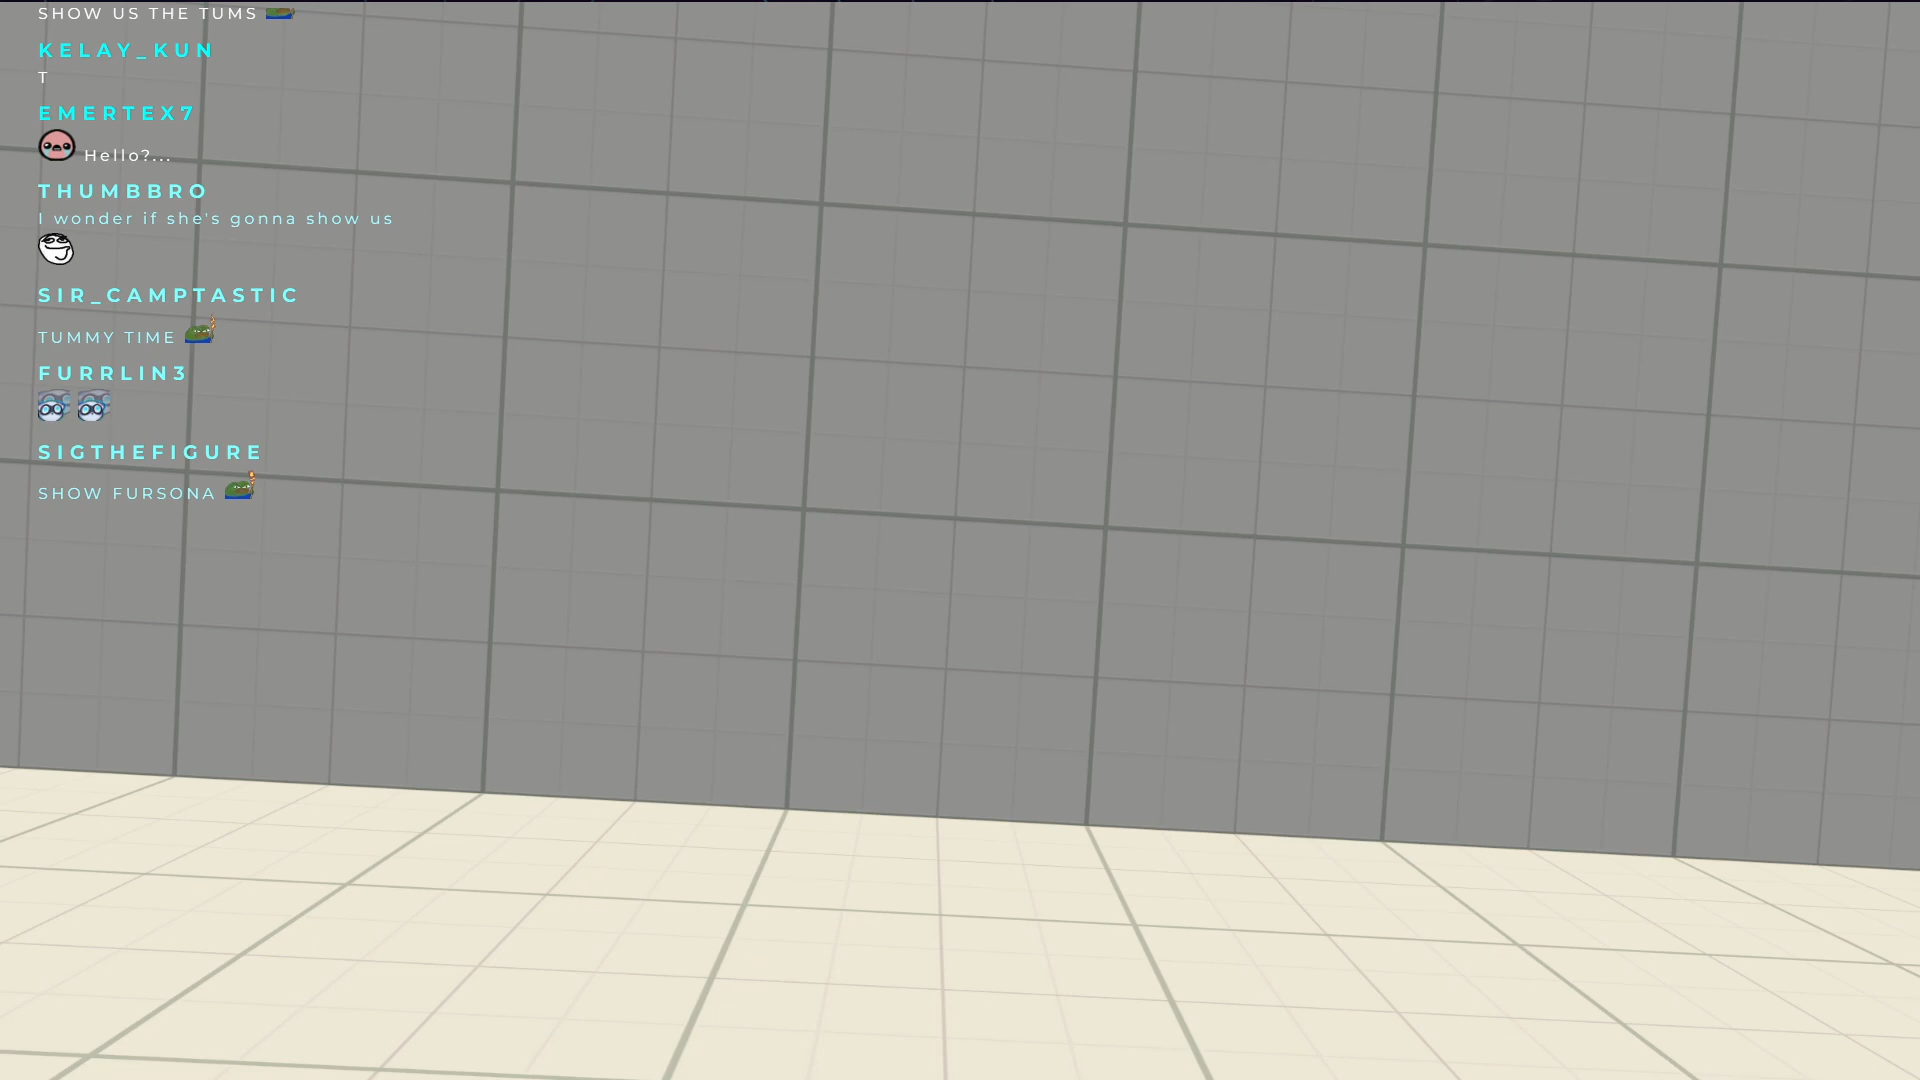 SHOW US THE TUMS
KELAY_KUN
T
EMERTEX7
Hello?...
THUMBBRO
I wonder if she's gonna show us
SIR_CAMPTASTIC
TUMMY TIME
FURRLIN3
SIGTHEFIGURE
SHOW FURSONA